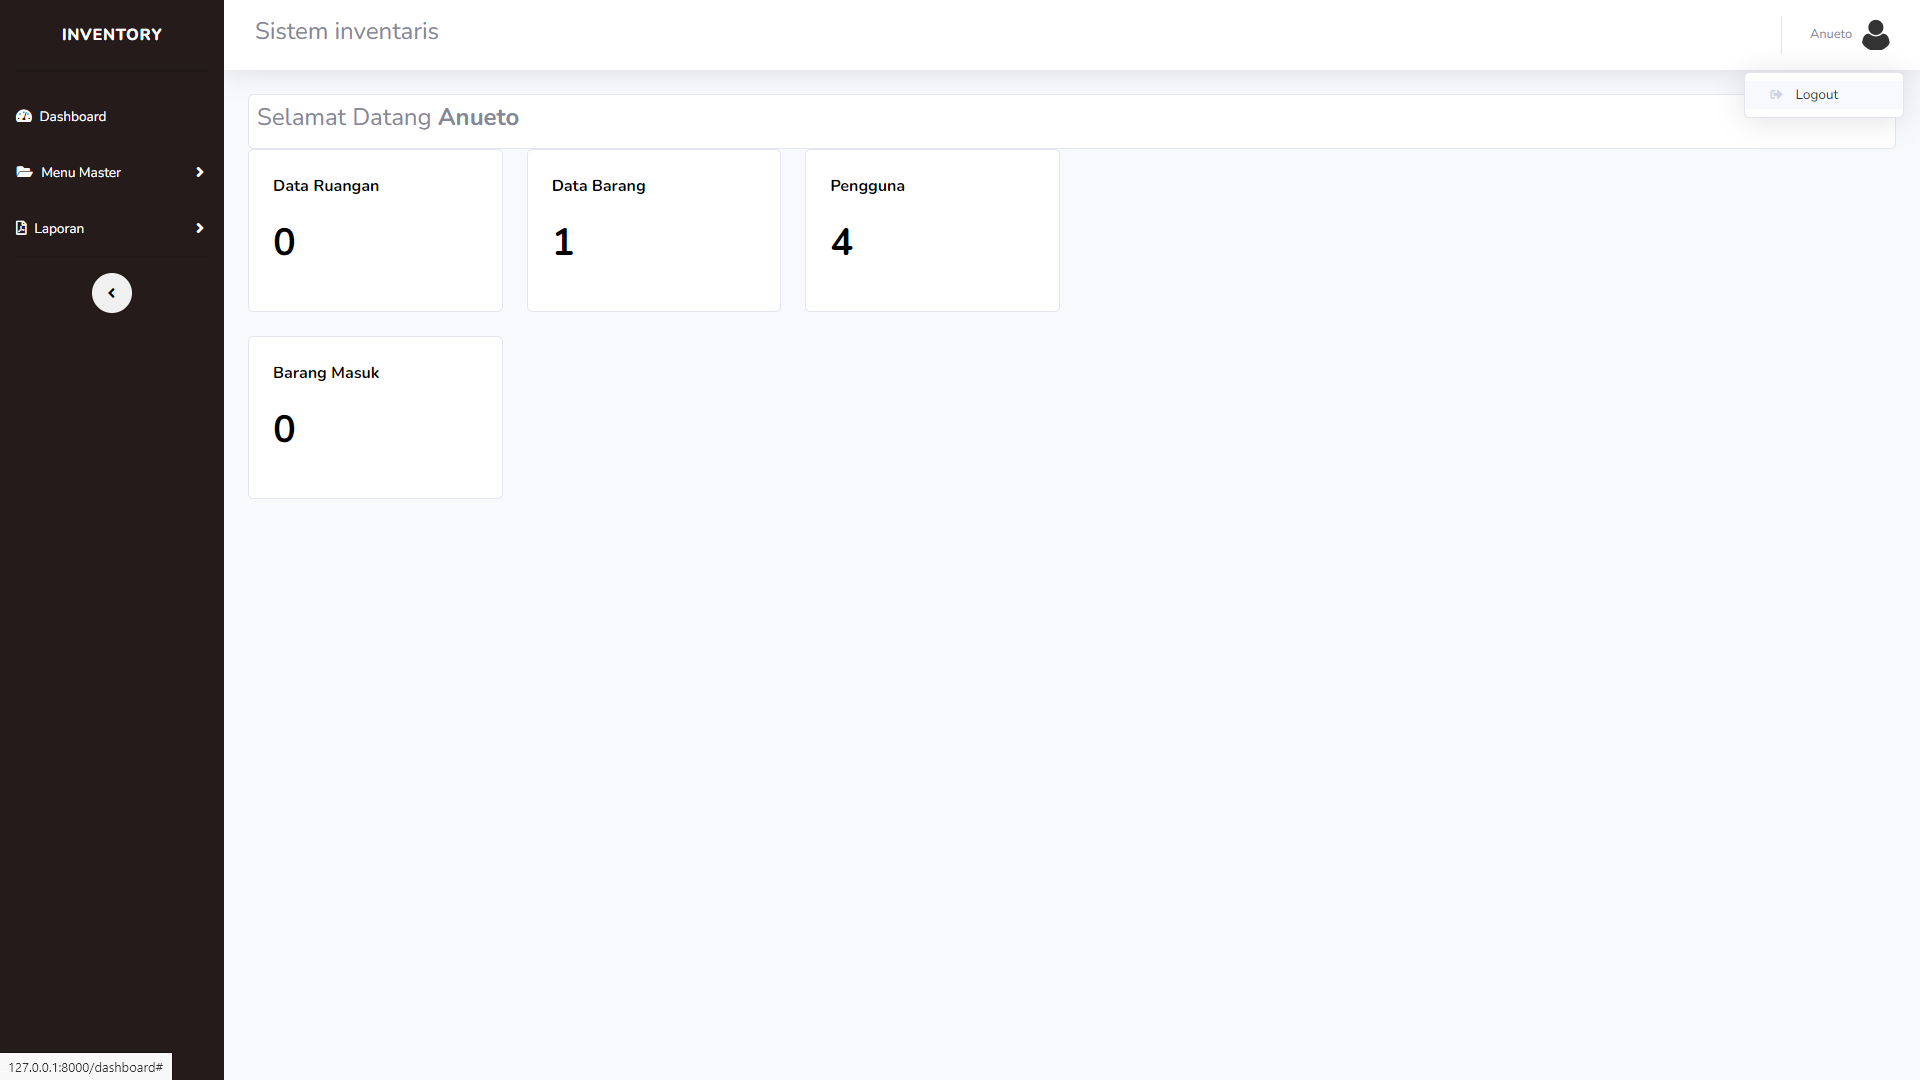 INVENTORY
Sistem inventaris
Anueto
Logout
Dashboard
Menu Master
Laporan
Selamat Datang Anueto
Data Ruangan
0
Data Barang
1
Pengguna
4
Barang Masuk
0
127.0.0.1:8000/dashboard#